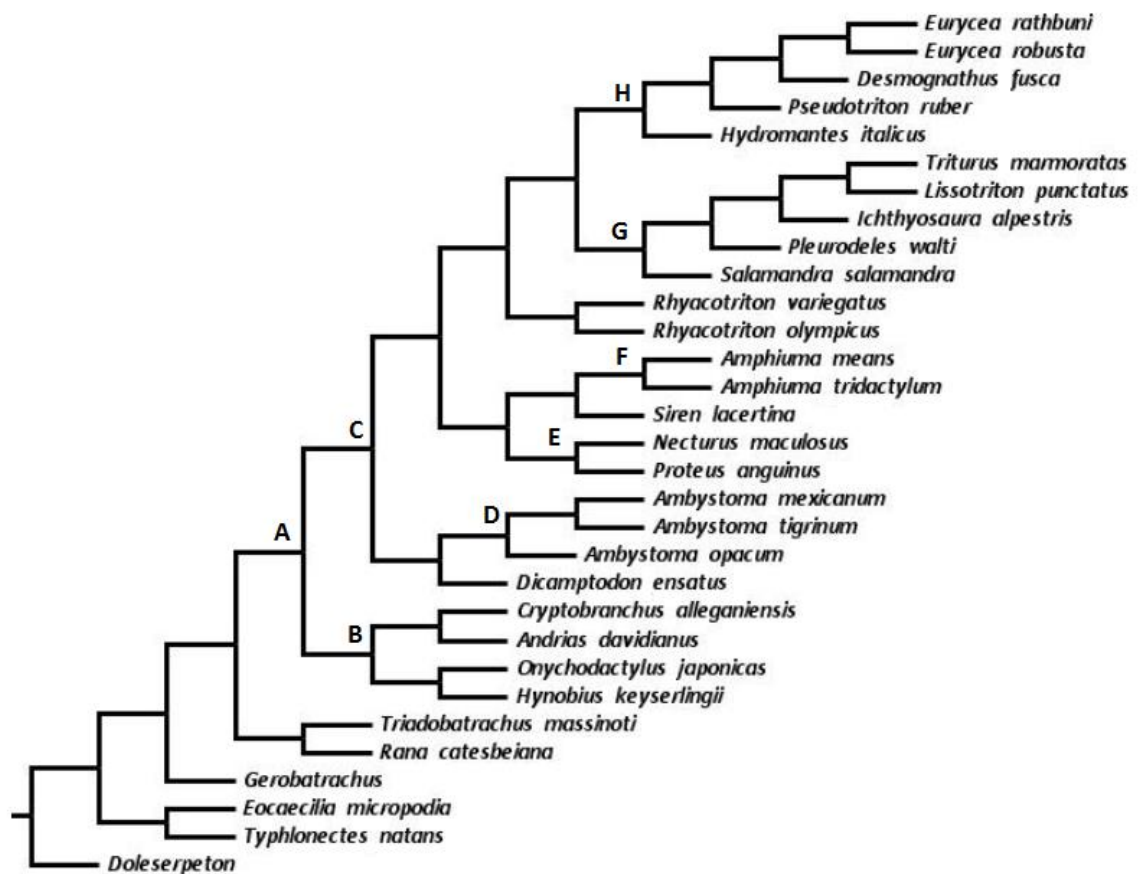 Eurycea rathbuni
Eurycea robusta
Desmognathus fusca
H
Pseudotriton ruber
Hydromantes italicus
Triturus marmoratas
Lissotriton punctatus
Ichthyosaura alpestris
G
Pleurodeles walti
Salamandra salamandra
Rhyacotriton variegatus
Rhyacotriton olympicus
F
Amphiuma means
Amphiuma tridactylum
Siren lacertina
C
E
Necturus maculosus
Proteus anguinus
Ambystoma mexicanum
D
Ambystoma tigrinum
A
Ambystoma opacum
Dicamptodon ensatus
Cryptobranchus alleganiensis
B
Andrias davidianus
Onychodactylus japonicas
Hynobius keyserlingii
Triadobatrachus massinoti
Rana catesbeiana
Gerobatrachus
Eocaecilia micropodia
Typhlonectes natans
Doleserpeton